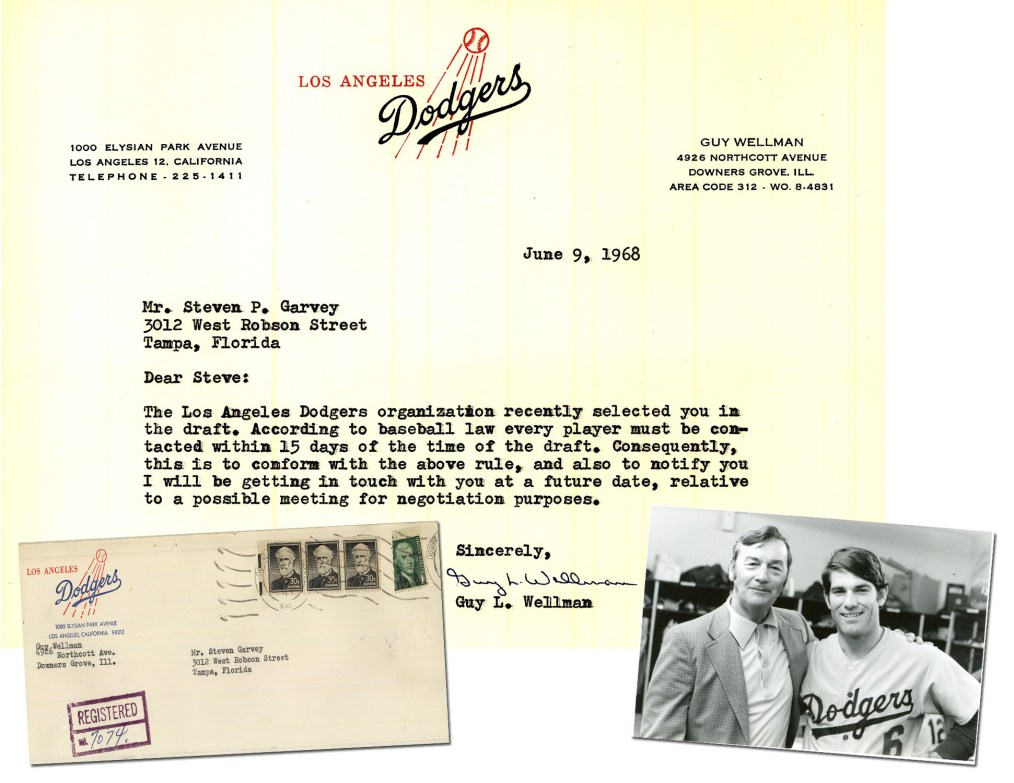 LOS ANGELES
Dodgers
1000 ELYSIAN PARK AVENUE
LOS ANGELES 12, CALIFORNIA
TELEPHONE - 225-1411
GUY WELLMAN
4926 NORTHCOTT AVENUE
DOWNERS GROVE, ILL.
AREA CODE 312 - WO. 8-4831
June 9, 1968
Mr. Steven P. Garvey
3012 West Robson Street
Tampa, Florida
Dear Steve:
The Los Angeles Dodgers organization recently selected you in
the draft. According to baseball law every player must be con-
tacted within 15 days of the time of the draft. Consequently,
this is to conform with the above rule, and also to notify you
I will be getting in touch with you at a future date, relative
to a possible meeting for negotiation purposes.
Sincerely,
Guy L. Wellman
Guy L. Wellman
LOS ANGELES
Dodgers
1000 ELYSIAN PARK AVENUE
LOS ANGELES, CALIFORNIA 90012
Guy Wellman
4926 Northcott Ave.
Downers Grove, Ill.
30¢
30¢
30¢
Mr. Steven Garvey
3012 West Robson Street
Tampa, Florida
REGISTERED
7074
Dodgers
6
12